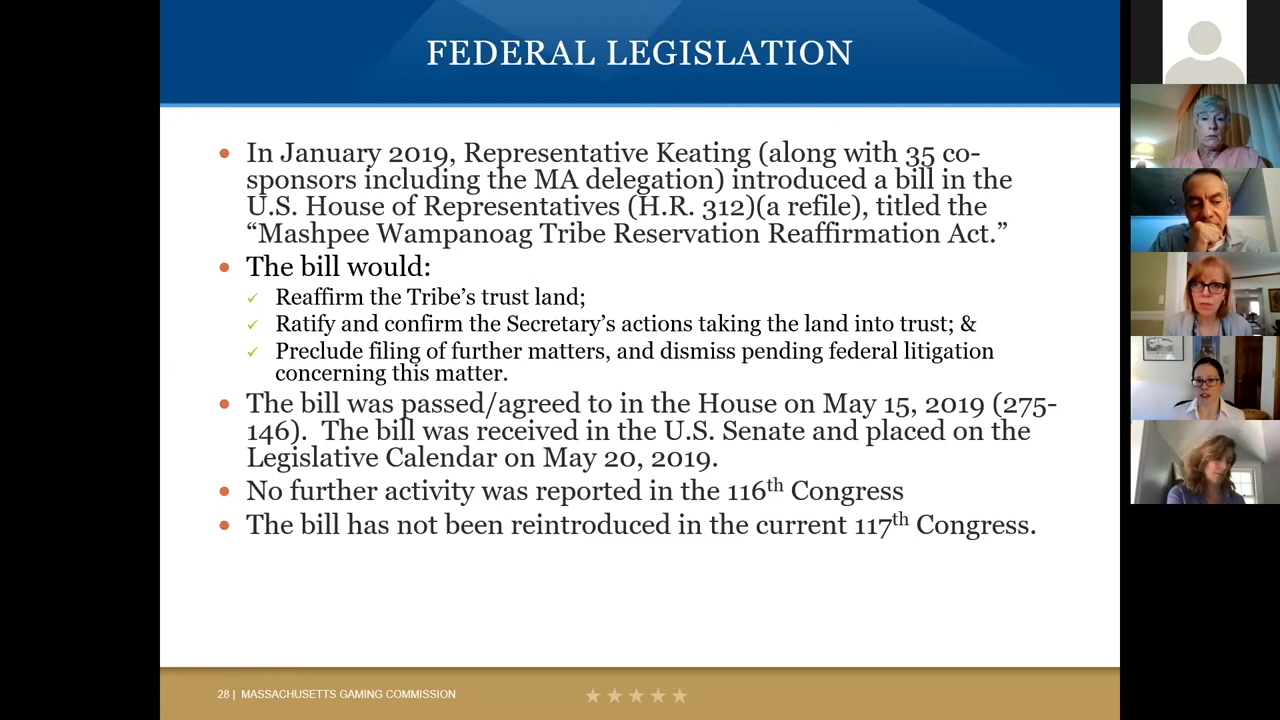 FEDERAL LEGISLATION
• In January 2019, Representative Keating (along with 35 co-
sponsors including the MA delegation) introduced a bill in the
U.S. House of Representatives (H.R. 312)(a refile), titled the
“Mashpee Wampanoag Tribe Reservation Reaffirmation Act.”
• The bill would:
✓ Reaffirm the Tribe’s trust land;
✓ Ratify and confirm the Secretary’s actions taking the land into trust; &
✓ Preclude filing of further matters, and dismiss pending federal litigation
concerning this matter.
• The bill was passed/agreed to in the House on May 15, 2019 (275-
146).  The bill was received in the U.S. Senate and placed on the
Legislative Calendar on May 20, 2019.
• No further activity was reported in the 116th Congress
• The bill has not been reintroduced in the current 117th Congress.
28 | MASSACHUSETTS GAMING COMMISSION